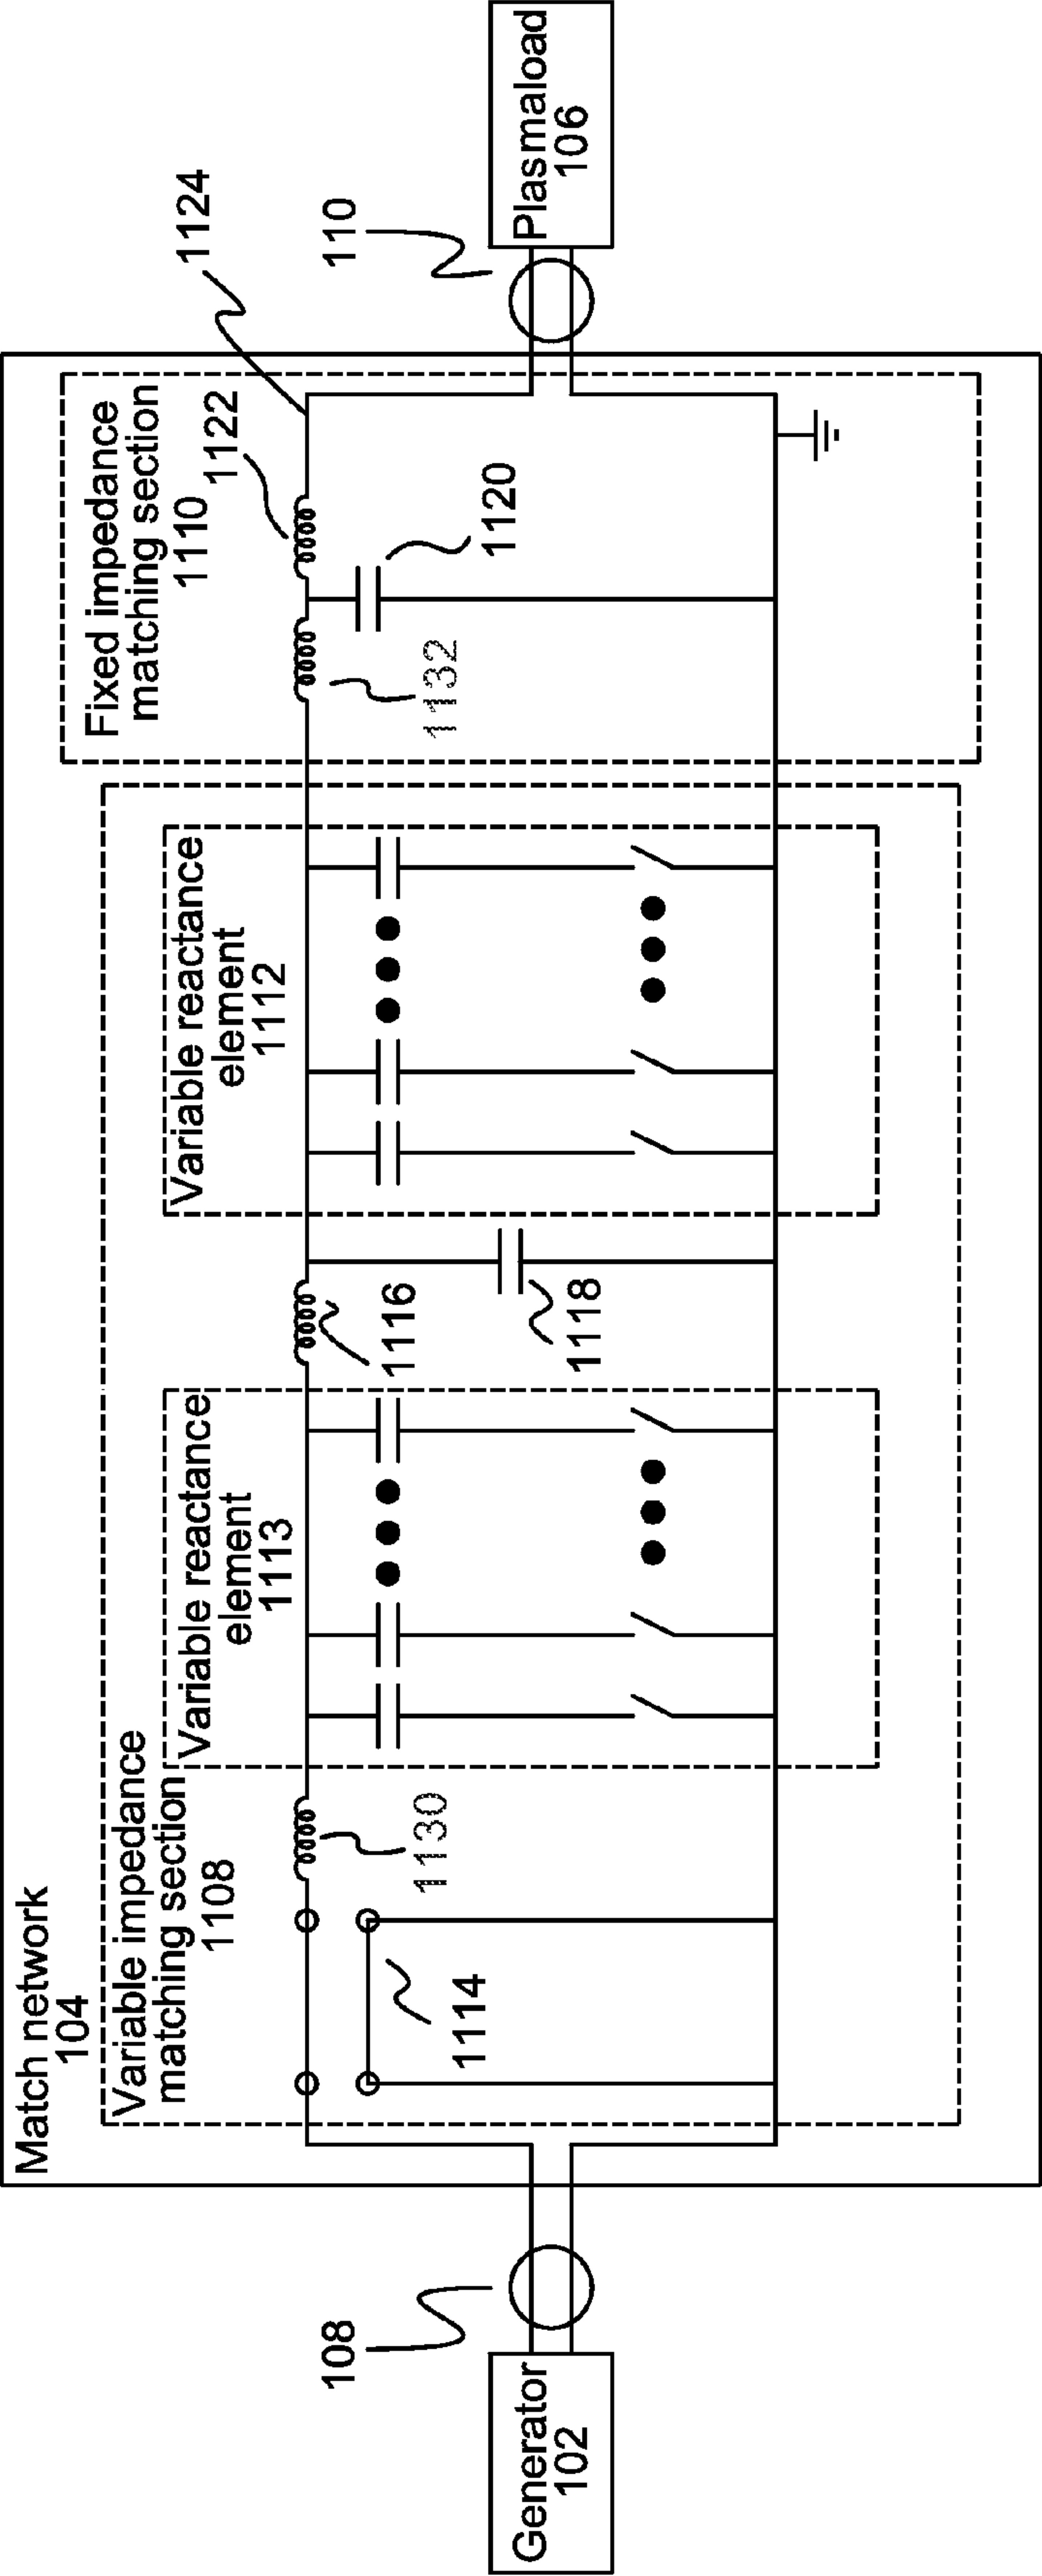 Match network
104
Variable impedance
matching section
1108
Variable reactance
element
1113
Variable reactance
element
1112
Fixed impedance
matching section
1110
1122
1124
110
Plasmaload
106
1120
1132
1116
1118
1130
1114
108
Generator
102